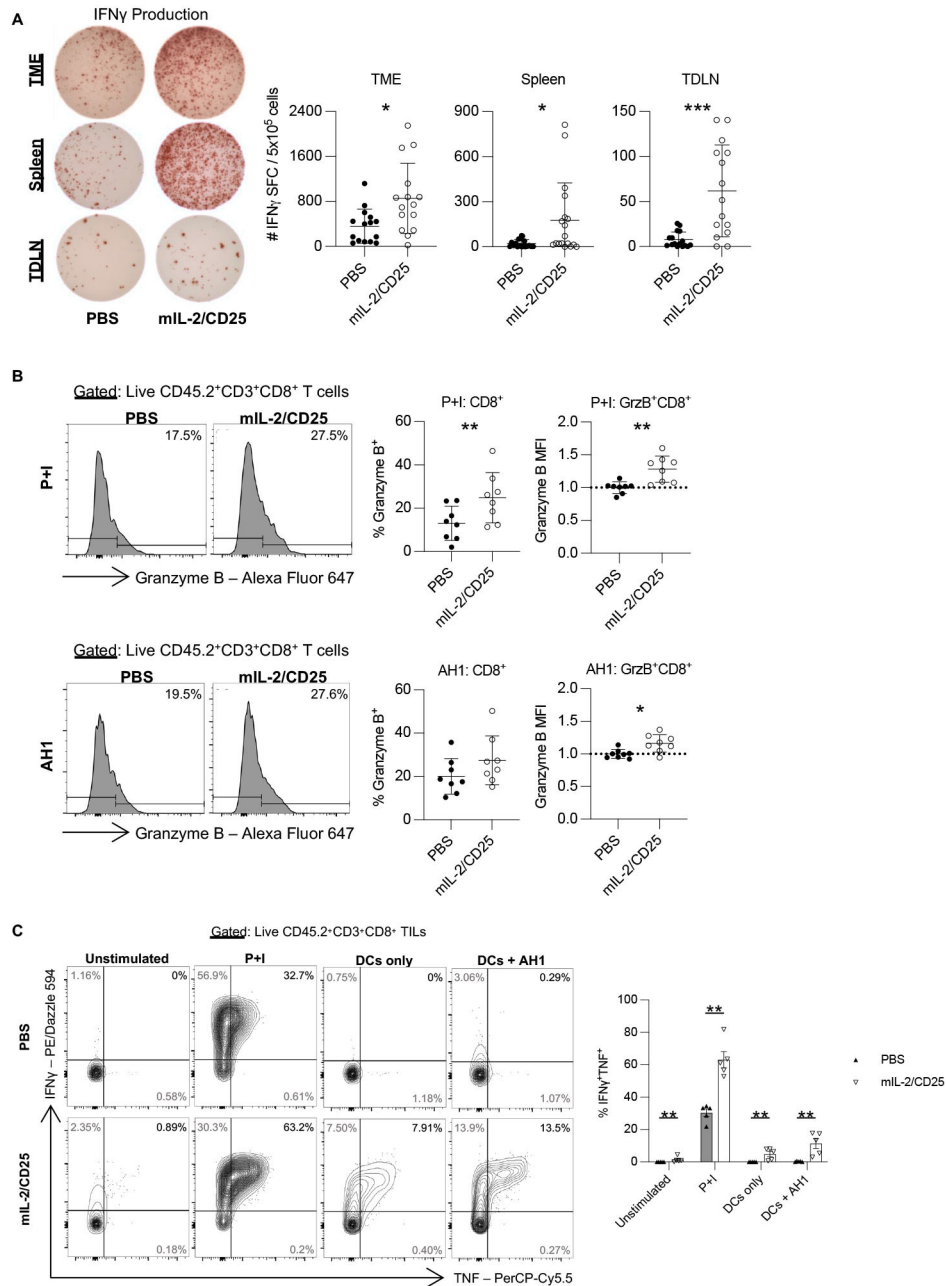 A
IFNγ Production
TME
Spleen
TDLN
PBS
mIL-2/CD25
# IFNγ SFC / 5x10⁵ cells
TME
*
2400
1600
800
0
PBS
mIL-2/CD25
Spleen
*
900
600
300
0
PBS
mIL-2/CD25
TDLN
***
150
100
50
0
PBS
mIL-2/CD25
B
Gated: Live CD45.2⁺CD3⁺CD8⁺ T cells
PBS
mIL-2/CD25
P+I
17.5%
27.5%
Granzyme B – Alexa Fluor 647
P+I: CD8⁺
**
% Granzyme B⁺
60
40
20
0
PBS
mIL-2/CD25
P+I: GrzB⁺CD8⁺
**
Granzyme B MFI
2.0
1.5
1.0
0.5
0.0
PBS
mIL-2/CD25
Gated: Live CD45.2⁺CD3⁺CD8⁺ T cells
PBS
mIL-2/CD25
AH1
19.5%
27.6%
Granzyme B – Alexa Fluor 647
AH1: CD8⁺
% Granzyme B⁺
60
40
20
0
PBS
mIL-2/CD25
AH1: GrzB⁺CD8⁺
*
Granzyme B MFI
2.0
1.5
1.0
0.5
0.0
PBS
mIL-2/CD25
C
Gated: Live CD45.2⁺CD3⁺CD8⁺ TILs
Unstimulated
P+I
DCs only
DCs + AH1
PBS
1.16% 0%
0.58%
56.9% 32.7%
0.61%
0.75% 0%
1.18%
3.06% 0.29%
1.07%
IFNγ – PE/Dazzle 594
mIL-2/CD25
2.35% 0.89%
0.18%
30.3% 63.2%
0.2%
7.50% 7.91%
0.40%
13.9% 13.5%
0.27%
TNF – PerCP-Cy5.5
% IFNγ⁺TNF⁺
100
80
60
40
20
0
**
**
**
**
Unstimulated
P+I
DCs only
DCs + AH1
PBS
mIL-2/CD25